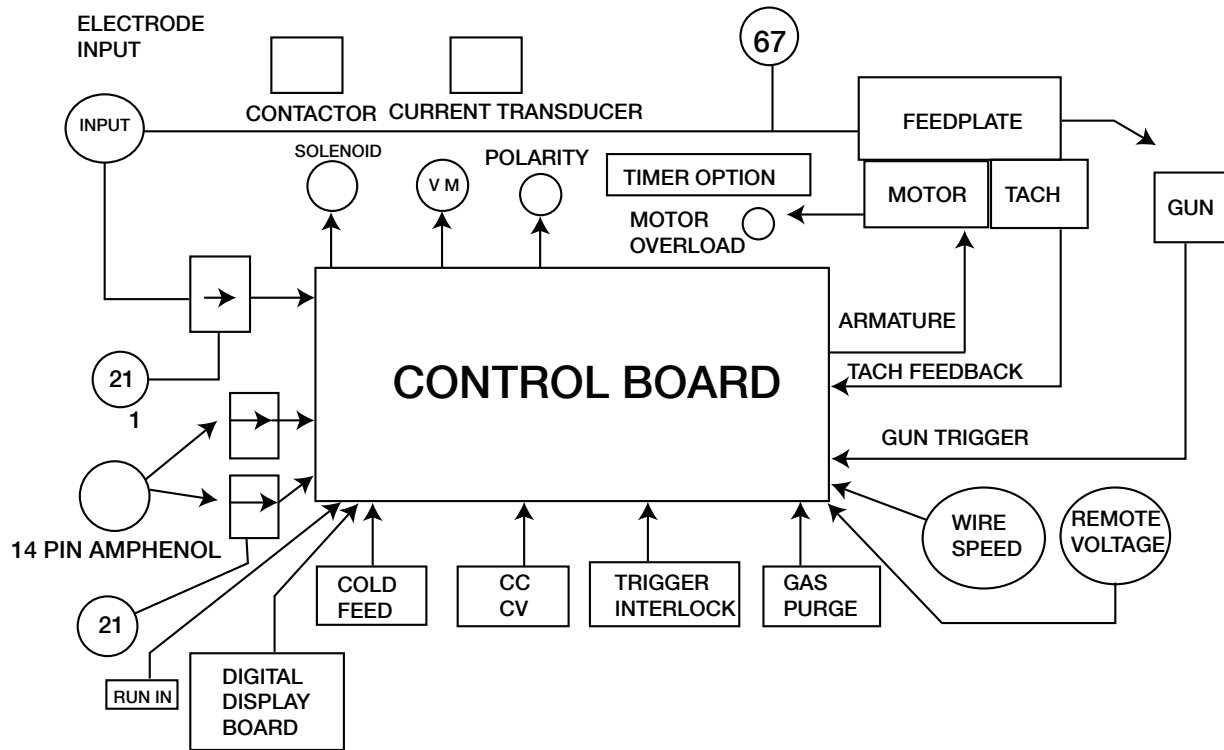 ELECTRODE
INPUT
67
INPUT
CONTACTOR
CURRENT TRANSDUCER
FEEDPLATE
SOLENOID
V M
POLARITY
TIMER OPTION
MOTOR
TACH
GUN
MOTOR
OVERLOAD
ARMATURE
CONTROL BOARD
TACH FEEDBACK
21
1
GUN TRIGGER
14 PIN AMPHENOL
WIRE
SPEED
REMOTE
VOLTAGE
21
COLD
FEED
CC
CV
TRIGGER
INTERLOCK
GAS
PURGE
RUN IN
DIGITAL
DISPLAY
BOARD